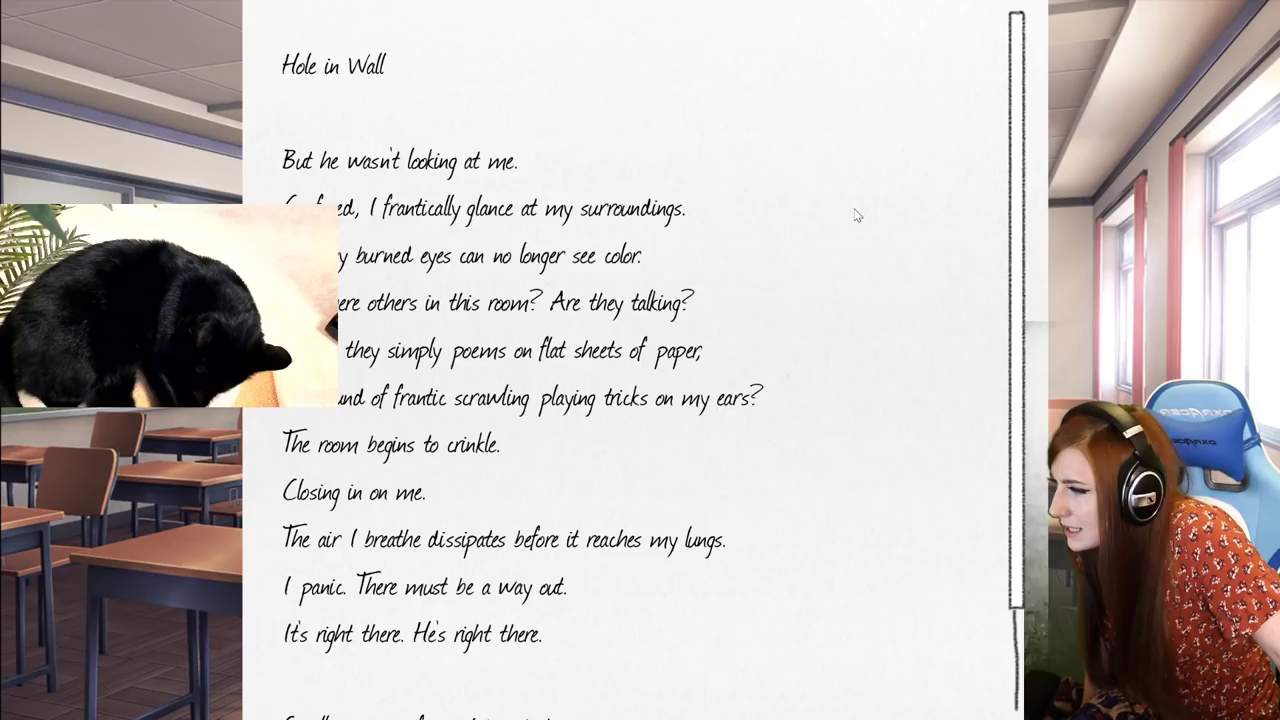 Hole in Wall
But he wasn't looking at me.
I frantically glance at my surroundings.
burned eyes can no longer see color.
others in this room? Are they talking?
they simply poems on flat sheets of paper,
of frantic scrawling playing tricks on my ears?
The room begins to crinkle.
Closing in on me.
The air I breathe dissipates before it reaches my lungs.
I panic. There must be a way out.
It's right there. He's right there.